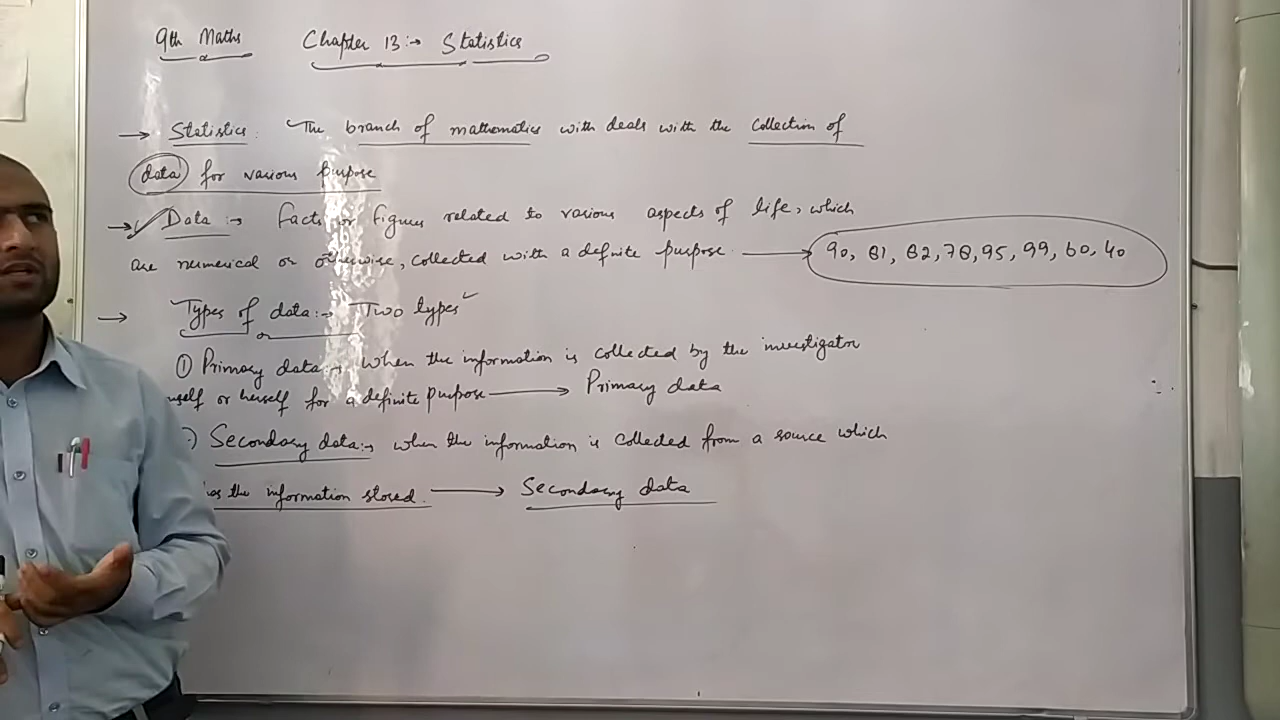 9th Maths Chapter 13:→ Statistics
→ Statistics: The branch of mathematics with deals with the collection of
data for various purpose
→ Data :→ Facts or figures related to various aspects of life, which
are numerical or otherwise, collected with a definite purpose → 90, 81, 82, 78, 95, 99, 60, 40
→ Types of data:→ Two types
① Primary data:→ When the information is collected by the investigator
mself or herself for a definite purpose → Primary data
) Secondary data:→ when the information is collected from a source which
has the information stored. → Secondary data